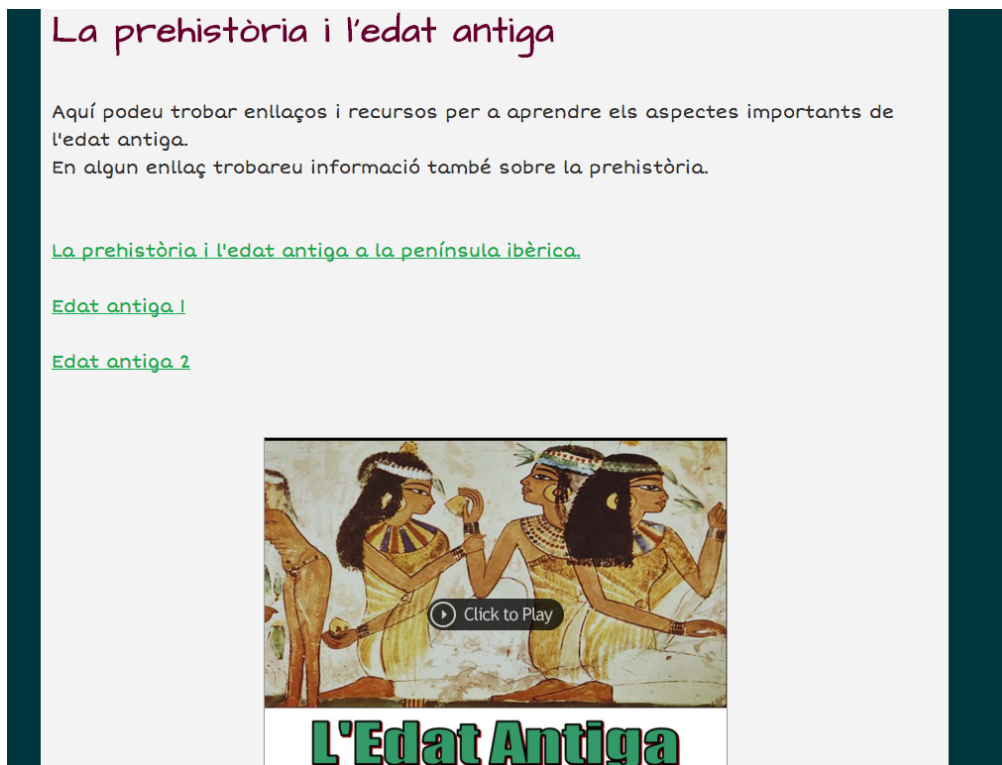 La prehistòria i l'edat antiga
Aquí podeu trobar enllaços i recursos per a aprendre els aspectes importants de
l'edat antiga.
En algun enllaç trobareu informació també sobre la prehistòria.
La prehistòria i l'edat antiga a la península ibèrica.
Edat antiga 1
Edat antiga 2
Click to Play
L'Edat Antiga